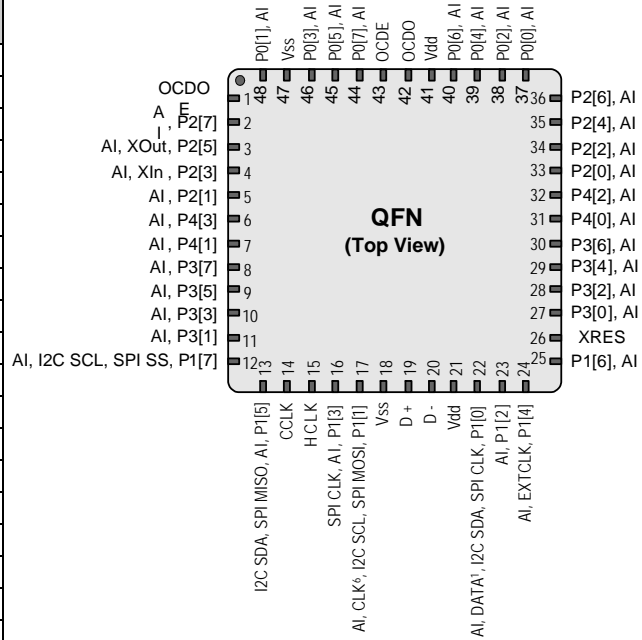 P0[1], AI
Vss
P0[3], AI
P0[5], AI
P0[7], AI
OCDE
OCDO
Vdd
P0[6], AI
P0[4], AI
P0[2], AI
P0[0], AI
48
47
46
45
44
43
42
41
40
39
38
37
OCDO
E
1
A
I , P2[7]
2
AI, XOut, P2[5]
3
AI, XIn , P2[3]
4
AI , P2[1]
5
AI , P4[3]
6
AI , P4[1]
7
AI, P3[7]
8
AI, P3[5]
9
AI, P3[3]
10
AI, P3[1]
11
AI, I2C SCL, SPI SS, P1[7]
12
QFN
(Top View)
36 P2[6], AI
35 P2[4], AI
34 P2[2], AI
33 P2[0], AI
32 P4[2], AI
31 P4[0], AI
30 P3[6], AI
29 P3[4], AI
28 P3[2], AI
27 P3[0], AI
26 XRES
25 P1[6], AI
13
14
15
16
17
18
19
20
21
22
23
24
I2C SDA, SPI MISO, AI, P1[5]
CCLK
HCLK
SPI CLK, AI, P1[3]
AI, CLK⁶, I2C SCL, SPI MOSI, P1[1]
Vss
D +
D -
Vdd
AI, DATA¹, I2C SDA, SPI CLK, P1[0]
AI, P1[2]
AI, EXTCLK, P1[4]